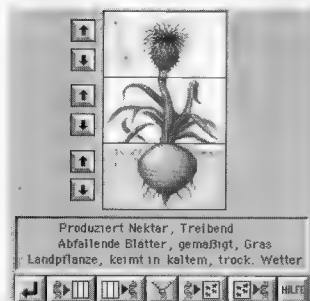 Produziert Nektar, Treibend
Abfallende Blätter, gemäßigt, Gras
Landpflanze, keimt in kaltem, trock. Wetter
HILFE